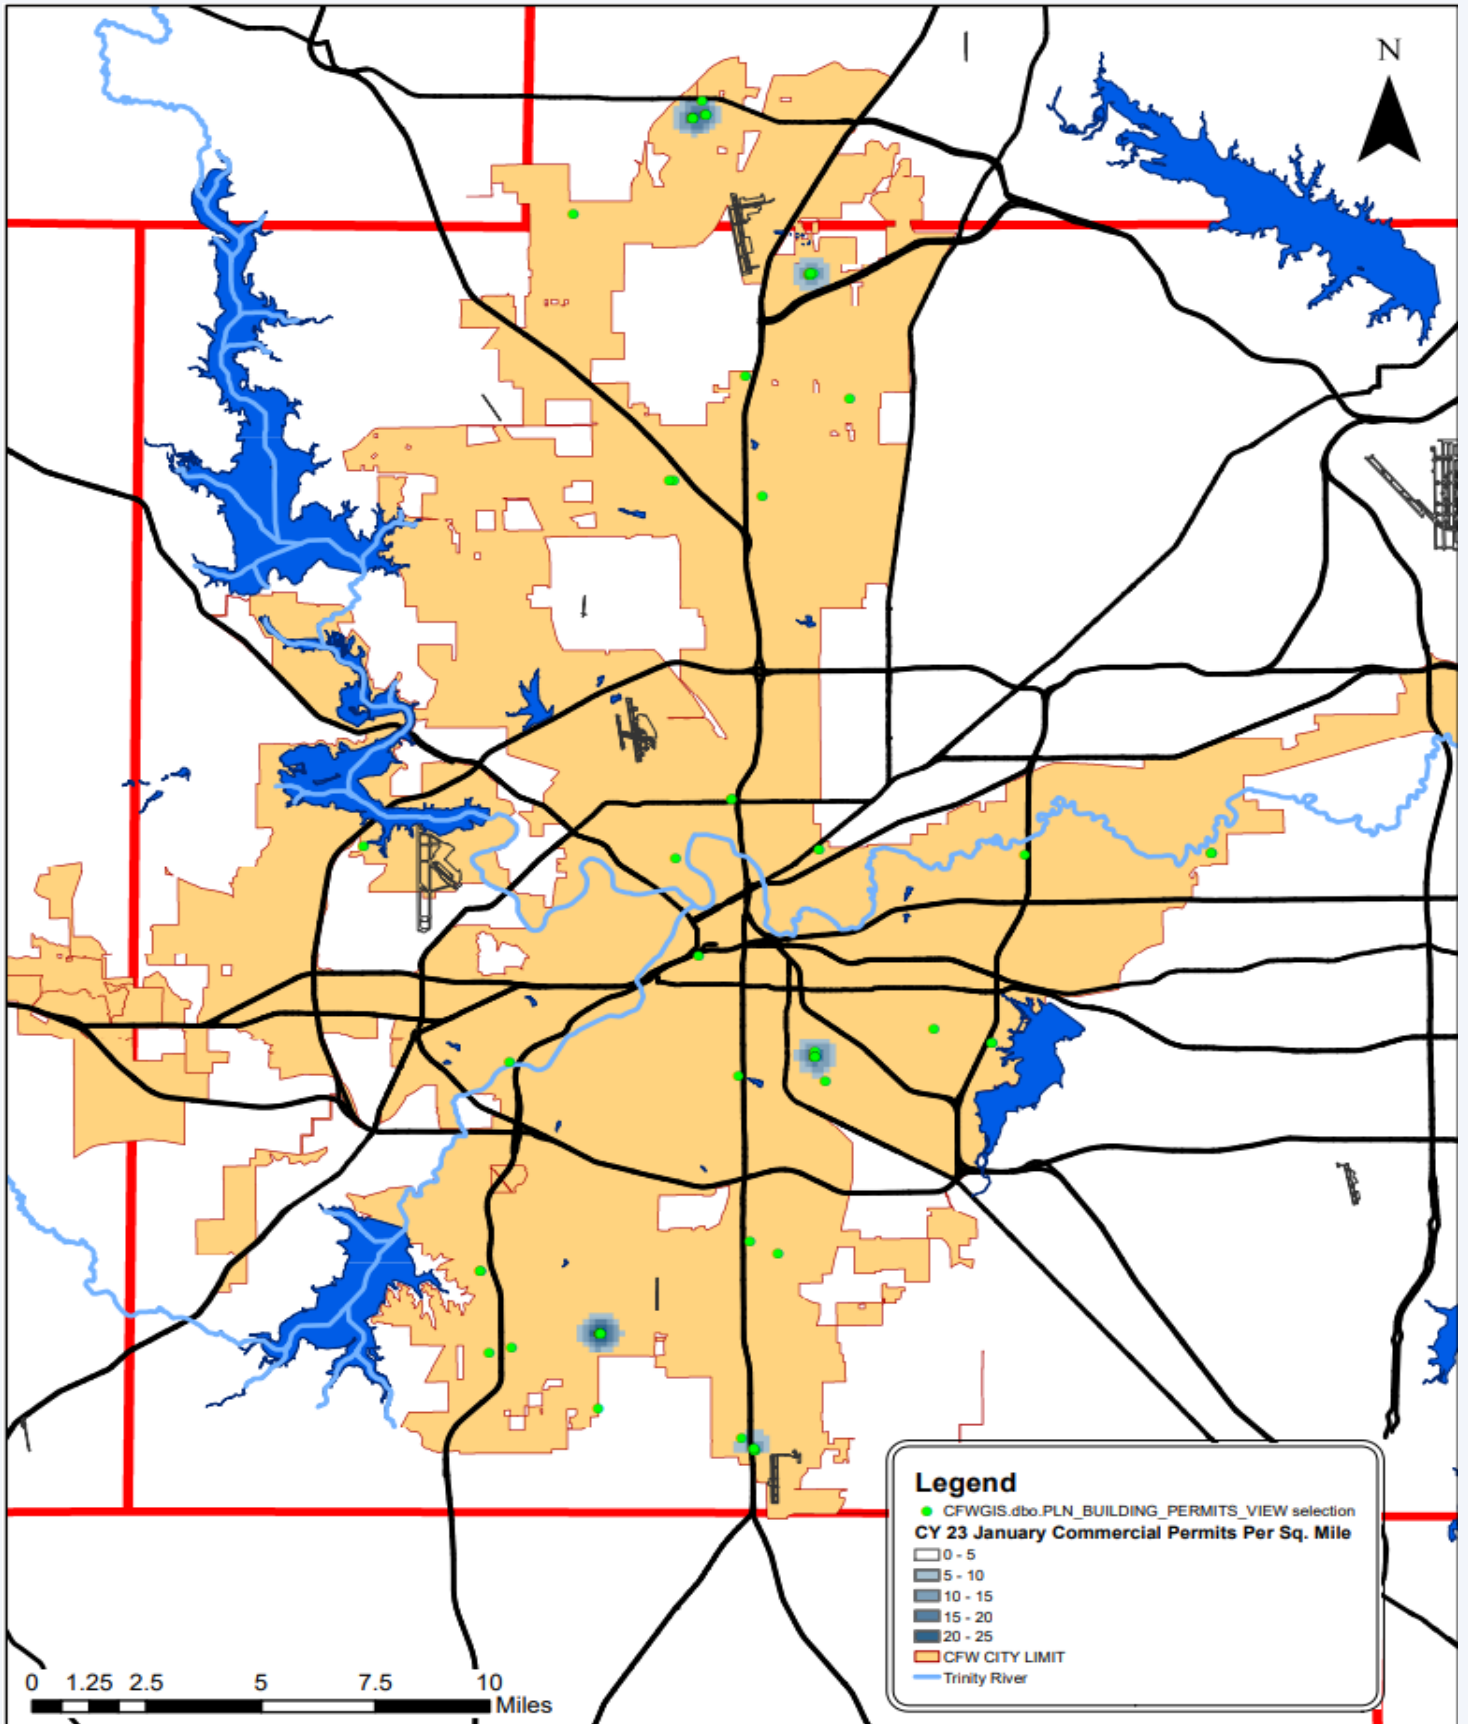 N
Legend
CFWGIS.dbo.PLN_BUILDING_PERMITS_VIEW selection
CY 23 January Commercial Permits Per Sq. Mile
0 - 5
5 - 10
10 - 15
15 - 20
20 - 25
CFW CITY LIMIT
Trinity River
0 1.25 2.5 5 7.5 10
Miles